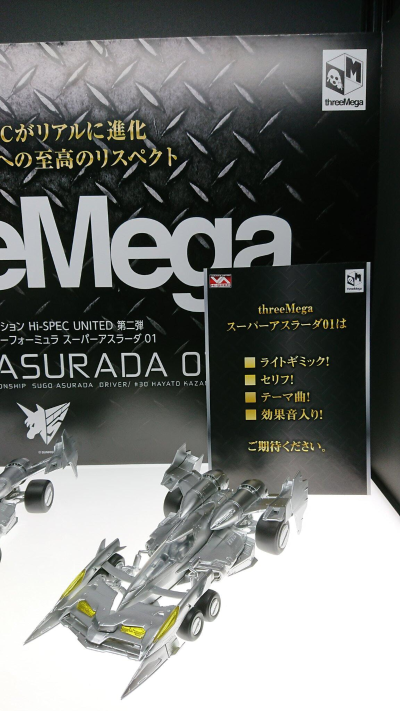 threeMega
Cがリアルに進化
への至高のリスペクト
eMega
ション Hi-SPEC UNITED 第二弾
ーフォーミュラ スーパーアスラーダ 01
ASURADA 0
ONSHIP SUGO ASURADA DRIVER/ #30 HAYATO KAZA
threeMega
threeMega
スーパーアスラーダ01は
ライトギミック!
セリフ!
テーマ曲!
効果音入り!
ご期待ください。